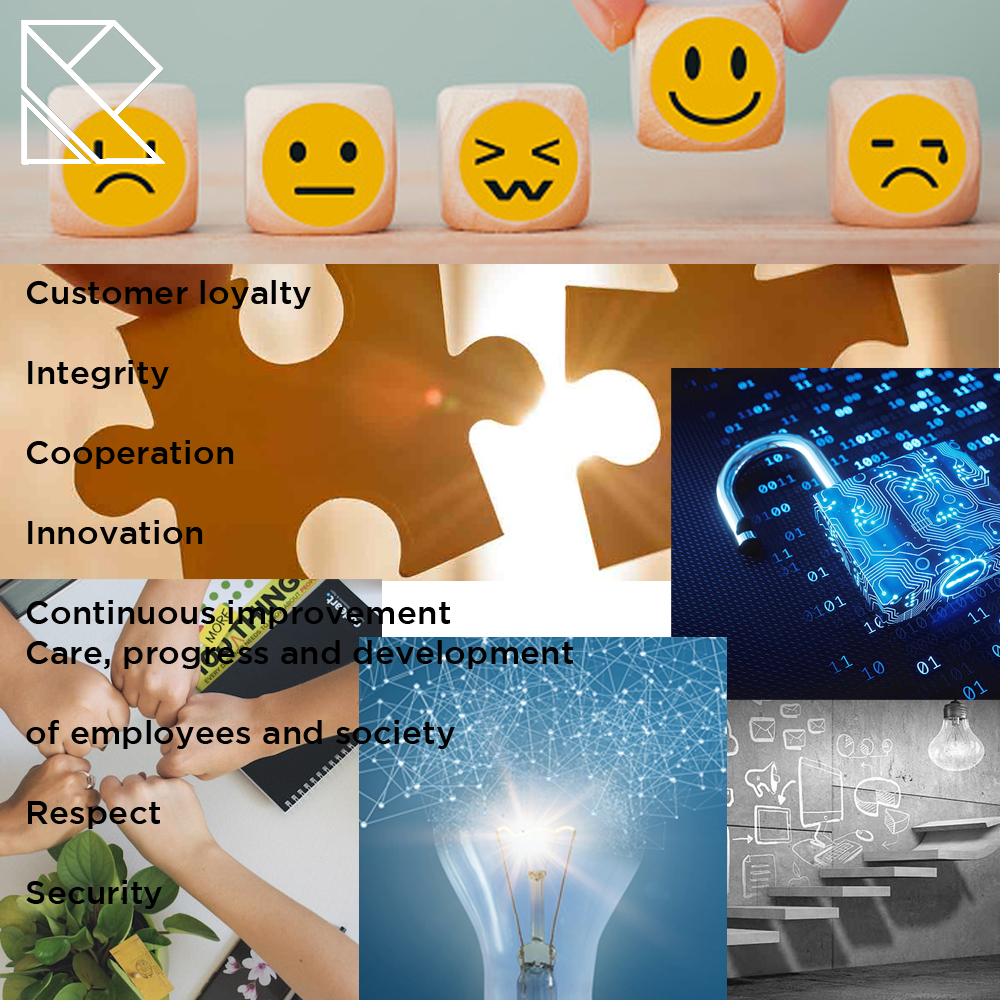 Customer loyalty
Integrity
Cooperation
Innovation
Continuous improvement
Care, progress and development
of employees and society
Respect
Security